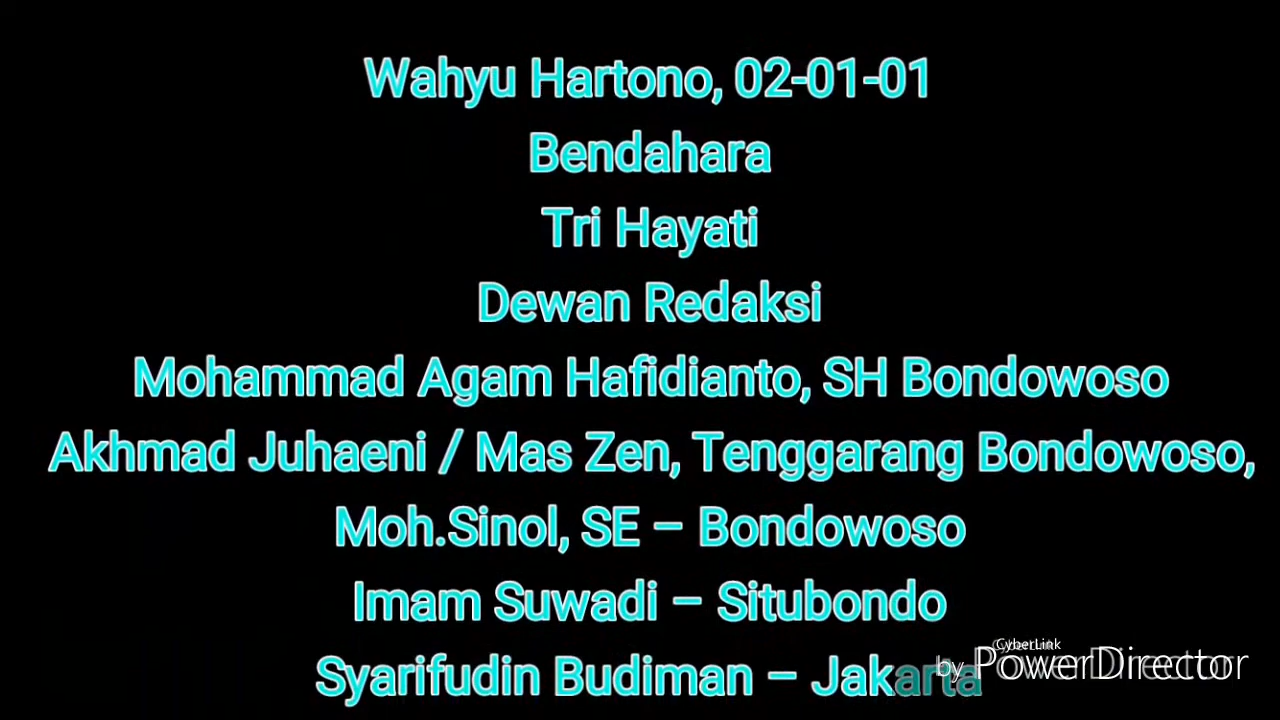 Wahyu Hartono, 02-01-01
Bendahara
Tri Hayati
Dewan Redaksi
Mohammad Agam Hafidianto, SH Bondowoso
Akhmad Juhaeni / Mas Zen, Tenggarang Bondowoso,
Moh.Sinol, SE – Bondowoso
Imam Suwadi – Situbondo
Syarifudin Budiman – Jakarta
CyberLink
by PowerDirector